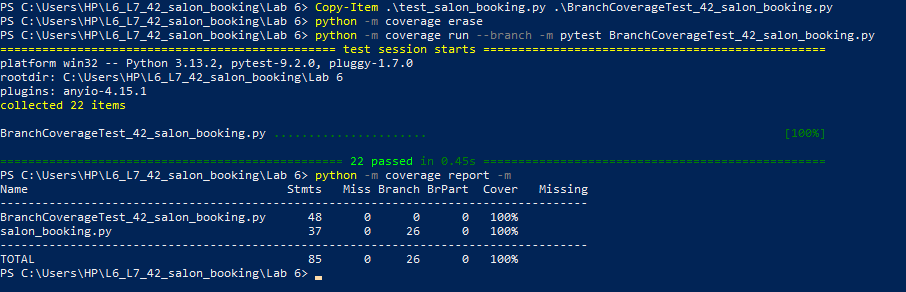 PS C:\Users\HP\L6_L7_42_salon_booking\Lab 6> Copy-Item .\test_salon_booking.py .\BranchCoverageTest_42_salon_booking.py
PS C:\Users\HP\L6_L7_42_salon_booking\Lab 6> python -m coverage erase
PS C:\Users\HP\L6_L7_42_salon_booking\Lab 6> python -m coverage run --branch -m pytest BranchCoverageTest_42_salon_booking.py
================================================= test session starts ==================================================
platform win32 -- Python 3.13.2, pytest-9.2.0, pluggy-1.7.0
rootdir: C:\Users\HP\L6_L7_42_salon_booking\Lab 6
plugins: anyio-4.15.1
collected 22 items
BranchCoverageTest_42_salon_booking.py ...................... [100%]
================================================== 22 passed in 0.45s ==================================================
PS C:\Users\HP\L6_L7_42_salon_booking\Lab 6> python -m coverage report -m
Name Stmts Miss Branch BrPart Cover Missing
------------------------------------------------------------------------------------
BranchCoverageTest_42_salon_booking.py 48 0 0 0 100%
salon_booking.py 37 0 26 0 100%
------------------------------------------------------------------------------------
TOTAL 85 0 26 0 100%
PS C:\Users\HP\L6_L7_42_salon_booking\Lab 6>